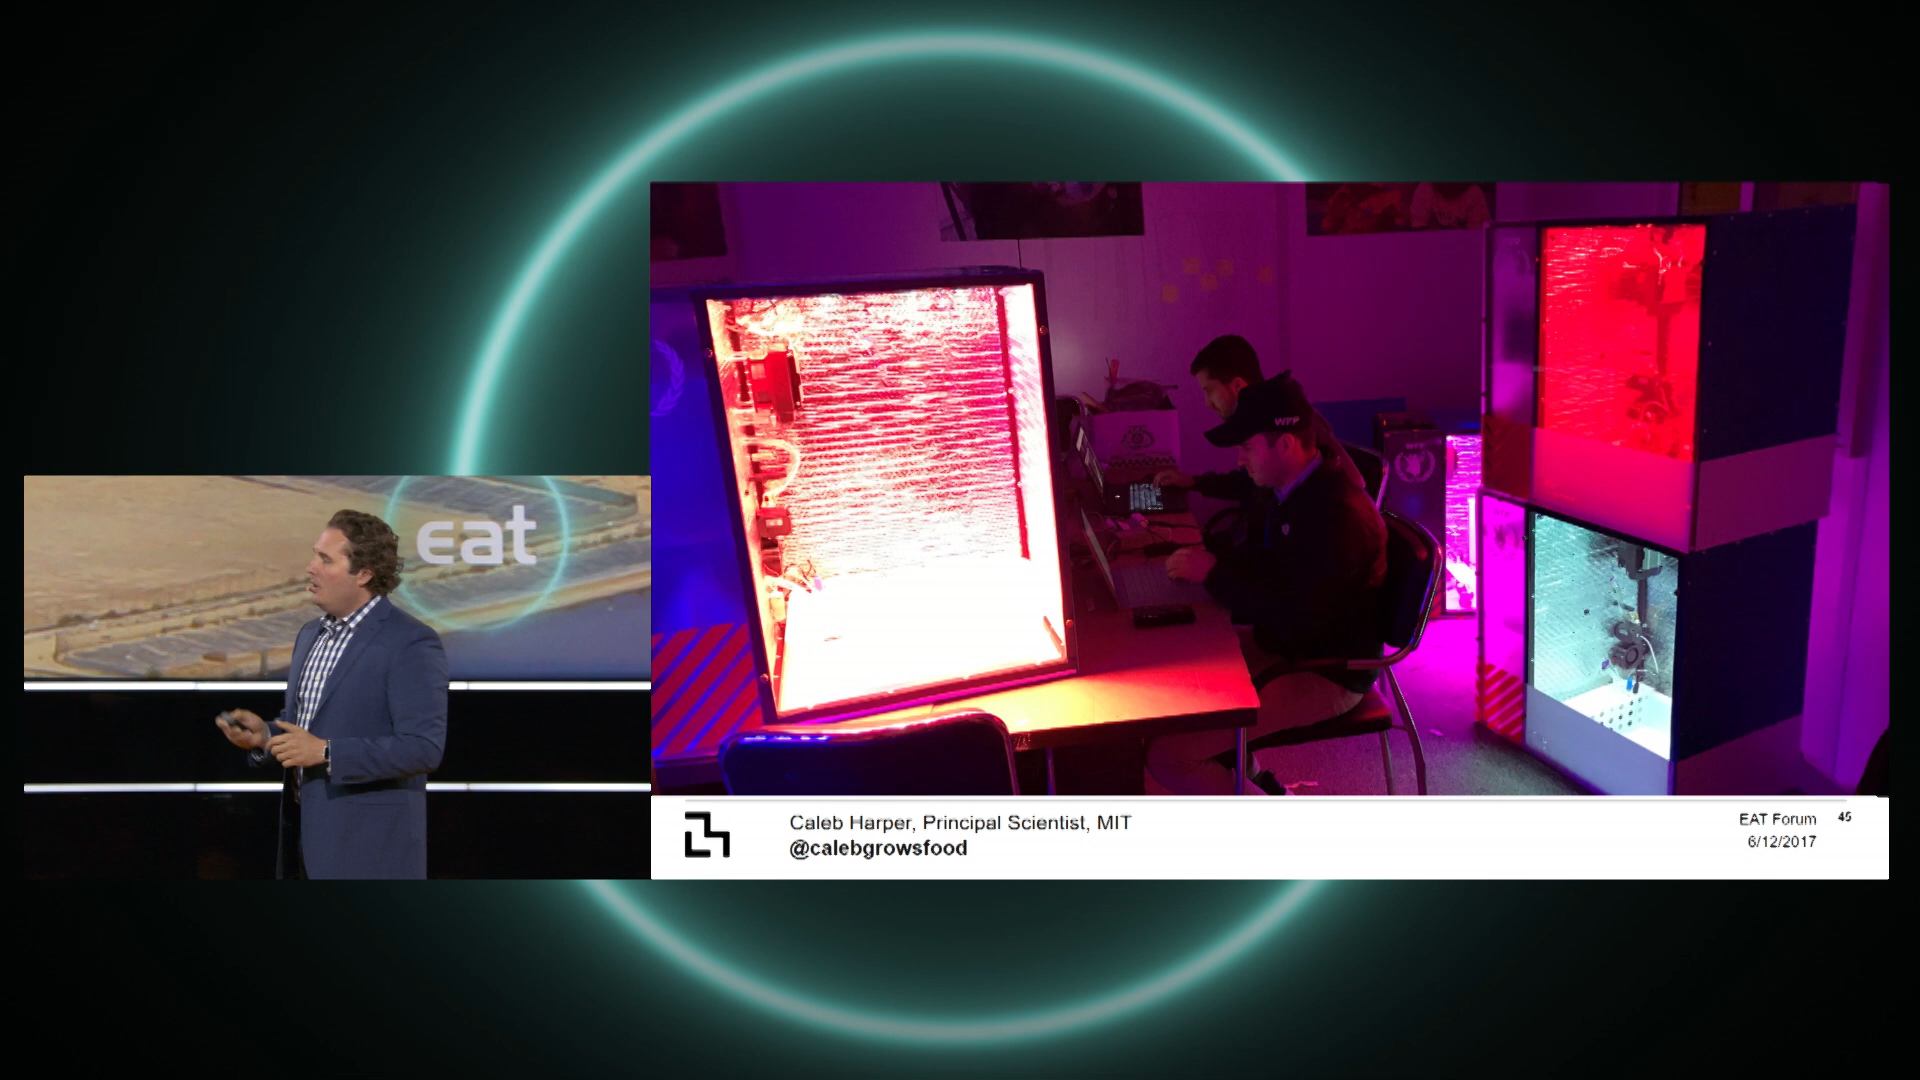 eat
WFP
Caleb Harper, Principal Scientist, MIT
@calebgrowsfood
EAT Forum 45
6/12/2017